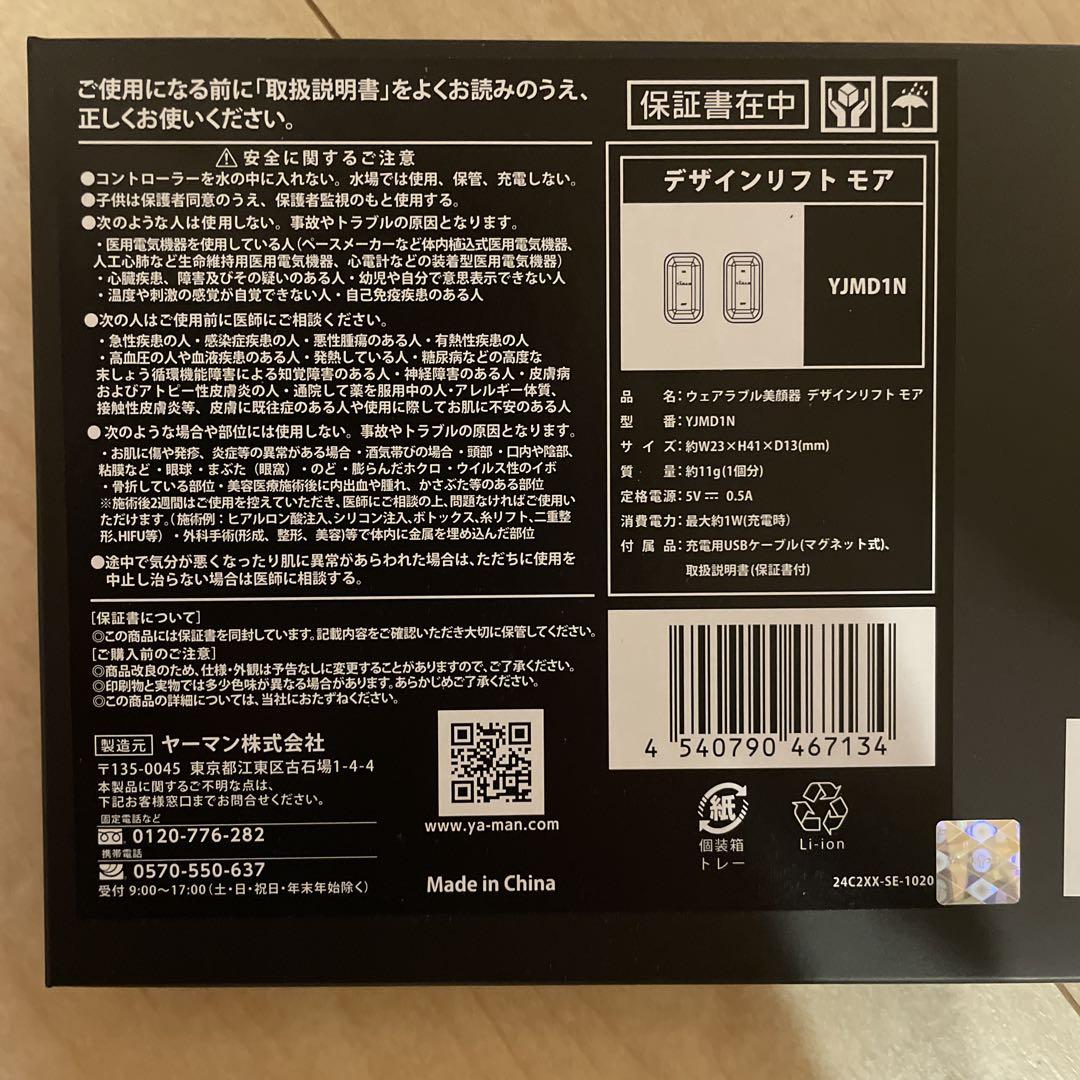 ご使用になる前に「取扱説明書」をよくお読みのうえ、
正しくお使いください。
安全に関するご注意
●コントローラーを水の中に入れない。水場では使用、保管、充電しない。
●子供は保護者同意のうえ、保護者監視のもと使用する。
●次のような人は使用しない。事故やトラブルの原因となります。
・医用電気機器を使用している人（ペースメーカーなど体内植込式医用電気機器、
人工心肺など生命維持用医用電気機器、心電計などの装着型医用電気機器）
・心臓疾患、障害及びその疑いのある人・幼児や自分で意思表示できない人
・温度や刺激の感覚が自覚できない人・自己免疫疾患のある人
●次の人はご使用前に医師にご相談ください。
・急性疾患の人・感染症疾患の人・悪性腫瘍のある人・有熱性疾患の人
・高血圧の人や血液疾患のある人・発熱している人・糖尿病などの高度な
末しょう循環機能障害による知覚障害のある人・神経障害のある人・皮膚病
およびアトピー性皮膚炎の人・通院して薬を服用中の人・アレルギー体質、
接触性皮膚炎等、皮膚に既往症のある人や使用に際してお肌に不安のある人
●次のような場合や部位には使用しない。事故やトラブルの原因となります。
・お肌に傷や発疹、炎症等の異常がある場合・酒気帯びの場合・頭部・口内や陰部、
粘膜など・眼球・まぶた（眼窩）・のど・膨らんだホクロ・ウイルス性のイボ
・骨折している部位・美容医療施術後に内出血や腫れ、かさぶた等のある部位
※施術後2週間はご使用を控えていただき、医師にご相談の上、問題なければご使用い
ただけます。（施術例：ヒアルロン酸注入、シリコン注入、ボトックス、糸リフト、二重整
形、HIFU等）・外科手術（形成、整形、美容）等で体内に金属を埋め込んだ部位
●途中で気分が悪くなったり肌に異常があらわれた場合は、ただちに使用を
中止し治らない場合は医師に相談する。
[保証書について]
◎この商品には保証書を同封しています。記載内容をご確認いただき大切に保管してください。
[ご購入前のご注意]
◎商品改良のため、仕様・外観は予告なしに変更することがありますので、ご了承ください。
◎印刷物と実物では多少色味が異なる場合があります。あらかじめご了承ください。
◎この商品の詳細については、当社におたずねください。
製造元 ヤーマン株式会社
〒135-0045 東京都江東区古石場1-4-4
本製品に関するご不明な点は、
下記お客様窓口までお問合せください。
固定電話など
0120-776-282
携帯電話
0570-550-637
受付 9:00～17:00（土・日・祝日・年末年始除く）
www.ya-man.com
Made in China
保証書在中
デザインリフト モア
YJMD1N
品名：ウェアラブル美顔器 デザインリフト モア
型番：YJMD1N
サイズ：約W23×H41×D13(mm)
質量：約11g(1個分)
定格電源：5V⎓ 0.5A
消費電力：最大約1W(充電時)
付属品：充電用USBケーブル(マグネット式)、
取扱説明書(保証書付)
4 540790 467134
紙
個装箱
トレー
Li-ion
24C2XX-SE-1020